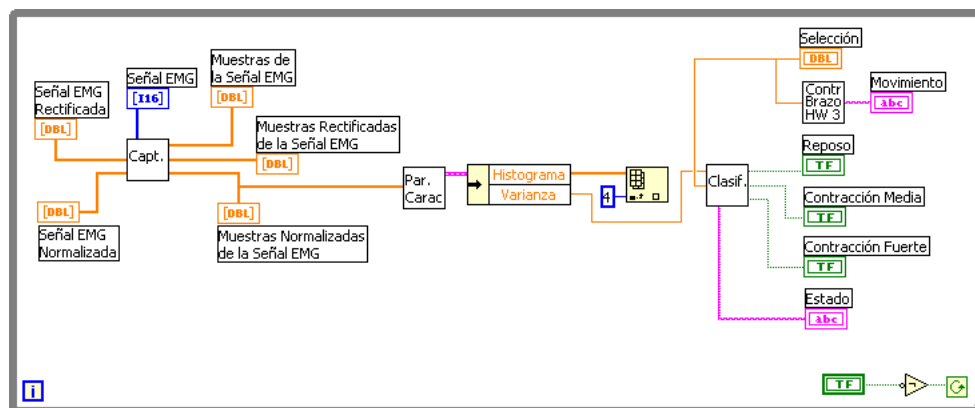 Señal EMG
Rectificada
[DBL]
Señal EMG
[I16]
Muestras de
la Señal EMG
[DBL]
Capt.
Muestras Rectificadas
de la Señal EMG
[DBL]
[DBL]
Señal EMG
Normalizada
[DBL]
Muestras Normalizadas
de la Señal EMG
Par.
Carac
Histograma
Varianza
4
Clasif.
Selección
DBL
Contr
Brazo
HW 3
Movimiento
abc
Reposo
TF
Contracción Media
TF
Contracción Fuerte
TF
Estado
abc
i
TF